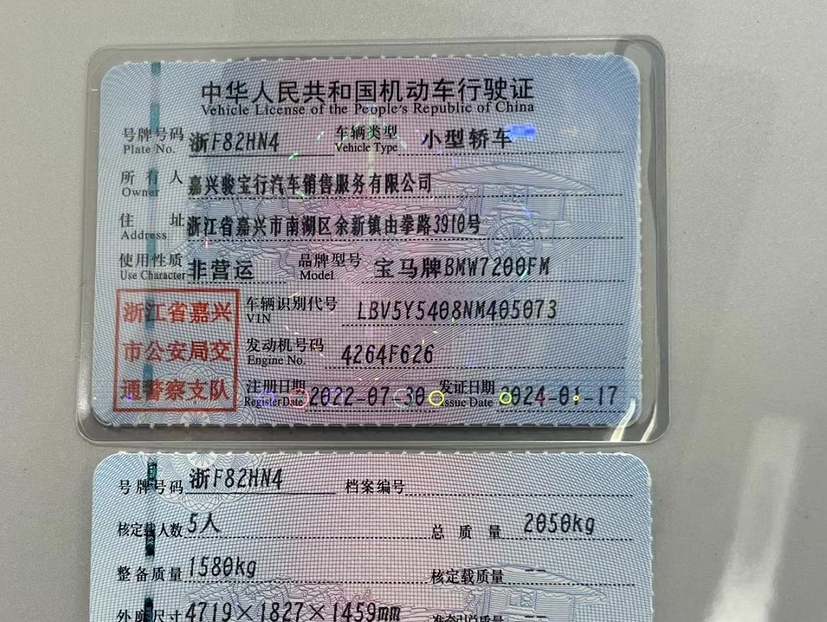 中华人民共和国机动车行驶证
Vehicle License of the People's Republic of China
号牌号码 浙F82HN4 车辆类型 小型轿车
Plate No. Vehicle Type
所有人 嘉兴骏宝行汽车销售服务有限公司
Owner
住址 浙江省嘉兴市南湖区余新镇由拳路3910号
Address
使用性质 非营运 品牌型号 宝马牌BMW7200FM
Use Character Model
浙江省嘉兴
市公安局交
通警察支队
车辆识别代号 LBV5Y5408NM405073
VIN
发动机号码 4264F626
Engine No.
注册日期 2022-07-30 发证日期 2024-01-17
Register Date Issue Date
号牌号码 浙F82HN4 档案编号
核定载人数 5人 总质量 2050kg
整备质量 1580kg 核定载质量 --
外廓尺寸 4719×1827×1459mm 准牵引总质量 --